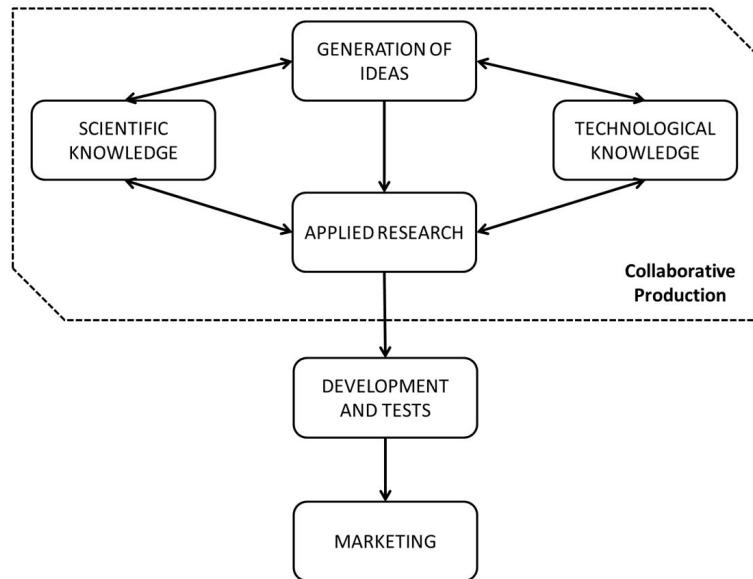 GENERATION OF
IDEAS
SCIENTIFIC
KNOWLEDGE
TECHNOLOGICAL
KNOWLEDGE
APPLIED RESEARCH
Collaborative
Production
DEVELOPMENT
AND TESTS
MARKETING